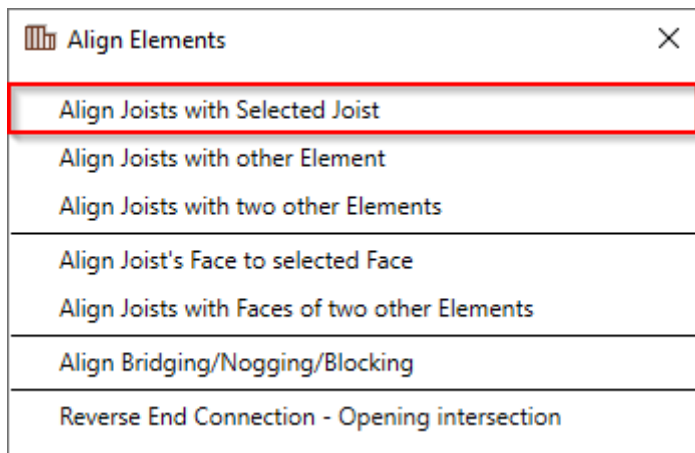 Align Elements
Align Joists with Selected Joist
Align Joists with other Element
Align Joists with two other Elements
Align Joist's Face to selected Face
Align Joists with Faces of two other Elements
Align Bridging/Nogging/Blocking
Reverse End Connection - Opening intersection